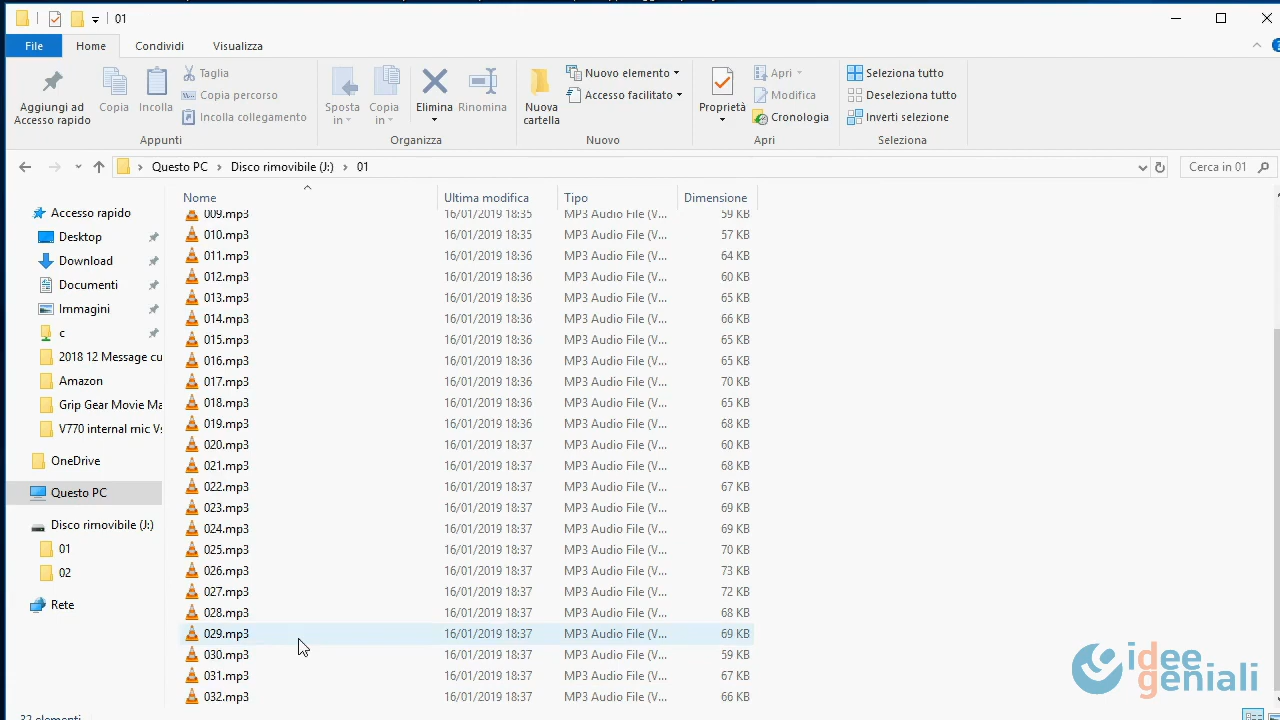 01
File Home Condividi Visualizza
Aggiungi ad Accesso rapido
Copia
Incolla
Taglia
Copia percorso
Incolla collegamento
Appunti
Sposta in
Copia in
Elimina
Rinomina
Organizza
Nuova cartella
Nuovo elemento
Accesso facilitato
Nuovo
Proprietà
Apri
Modifica
Cronologia
Apri
Seleziona tutto
Deseleziona tutto
Inverti selezione
Seleziona
Questo PC > Disco rimovibile (J:) > 01
Cerca in 01
Accesso rapido
Desktop
Download
Documenti
Immagini
c
2018 12 Message cu
Amazon
Grip Gear Movie Ma
V770 internal mic Vs
OneDrive
Questo PC
Disco rimovibile (J:)
01
02
Rete
Nome Ultima modifica Tipo Dimensione
009.mp3 16/01/2019 18:35 MP3 Audio File (V... 59 KB
010.mp3 16/01/2019 18:35 MP3 Audio File (V... 57 KB
011.mp3 16/01/2019 18:36 MP3 Audio File (V... 64 KB
012.mp3 16/01/2019 18:36 MP3 Audio File (V... 60 KB
013.mp3 16/01/2019 18:36 MP3 Audio File (V... 65 KB
014.mp3 16/01/2019 18:36 MP3 Audio File (V... 66 KB
015.mp3 16/01/2019 18:36 MP3 Audio File (V... 65 KB
016.mp3 16/01/2019 18:36 MP3 Audio File (V... 65 KB
017.mp3 16/01/2019 18:36 MP3 Audio File (V... 70 KB
018.mp3 16/01/2019 18:36 MP3 Audio File (V... 65 KB
019.mp3 16/01/2019 18:36 MP3 Audio File (V... 68 KB
020.mp3 16/01/2019 18:37 MP3 Audio File (V... 60 KB
021.mp3 16/01/2019 18:37 MP3 Audio File (V... 68 KB
022.mp3 16/01/2019 18:37 MP3 Audio File (V... 67 KB
023.mp3 16/01/2019 18:37 MP3 Audio File (V... 69 KB
024.mp3 16/01/2019 18:37 MP3 Audio File (V... 69 KB
025.mp3 16/01/2019 18:37 MP3 Audio File (V... 70 KB
026.mp3 16/01/2019 18:37 MP3 Audio File (V... 73 KB
027.mp3 16/01/2019 18:37 MP3 Audio File (V... 72 KB
028.mp3 16/01/2019 18:37 MP3 Audio File (V... 68 KB
029.mp3 16/01/2019 18:37 MP3 Audio File (V... 69 KB
030.mp3 16/01/2019 18:37 MP3 Audio File (V... 59 KB
031.mp3 16/01/2019 18:37 MP3 Audio File (V... 67 KB
032.mp3 16/01/2019 18:37 MP3 Audio File (V... 66 KB
32 elementi
idee
geniali